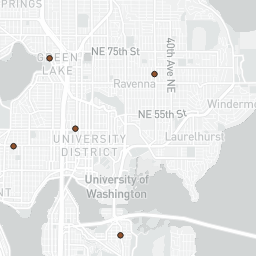 SPRINGS
GREEN
LAKE
NE 75th St
40th Ave NE
Ravenna
Windermo
NE 55th St
UNIVERSITY
DISTRICT
Laurelhurst
University of
Washington
NT